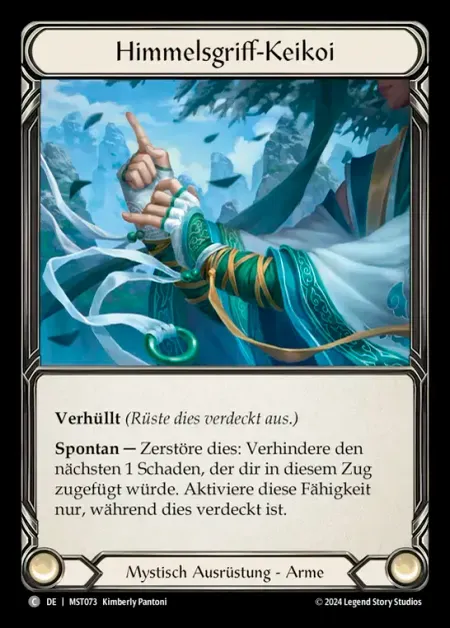 Himmelsgriff-Keikoi
Verhüllt (Rüste dies verdeckt aus.)
Spontan — Zerstöre dies: Verhindere den
nächsten 1 Schaden, der dir in diesem Zug
zugefügt würde. Aktiviere diese Fähigkeit
nur, während dies verdeckt ist.
Mystisch Ausrüstung - Arme
C DE | MST073 Kimberly Pantoni © 2024 Legend Story Studios